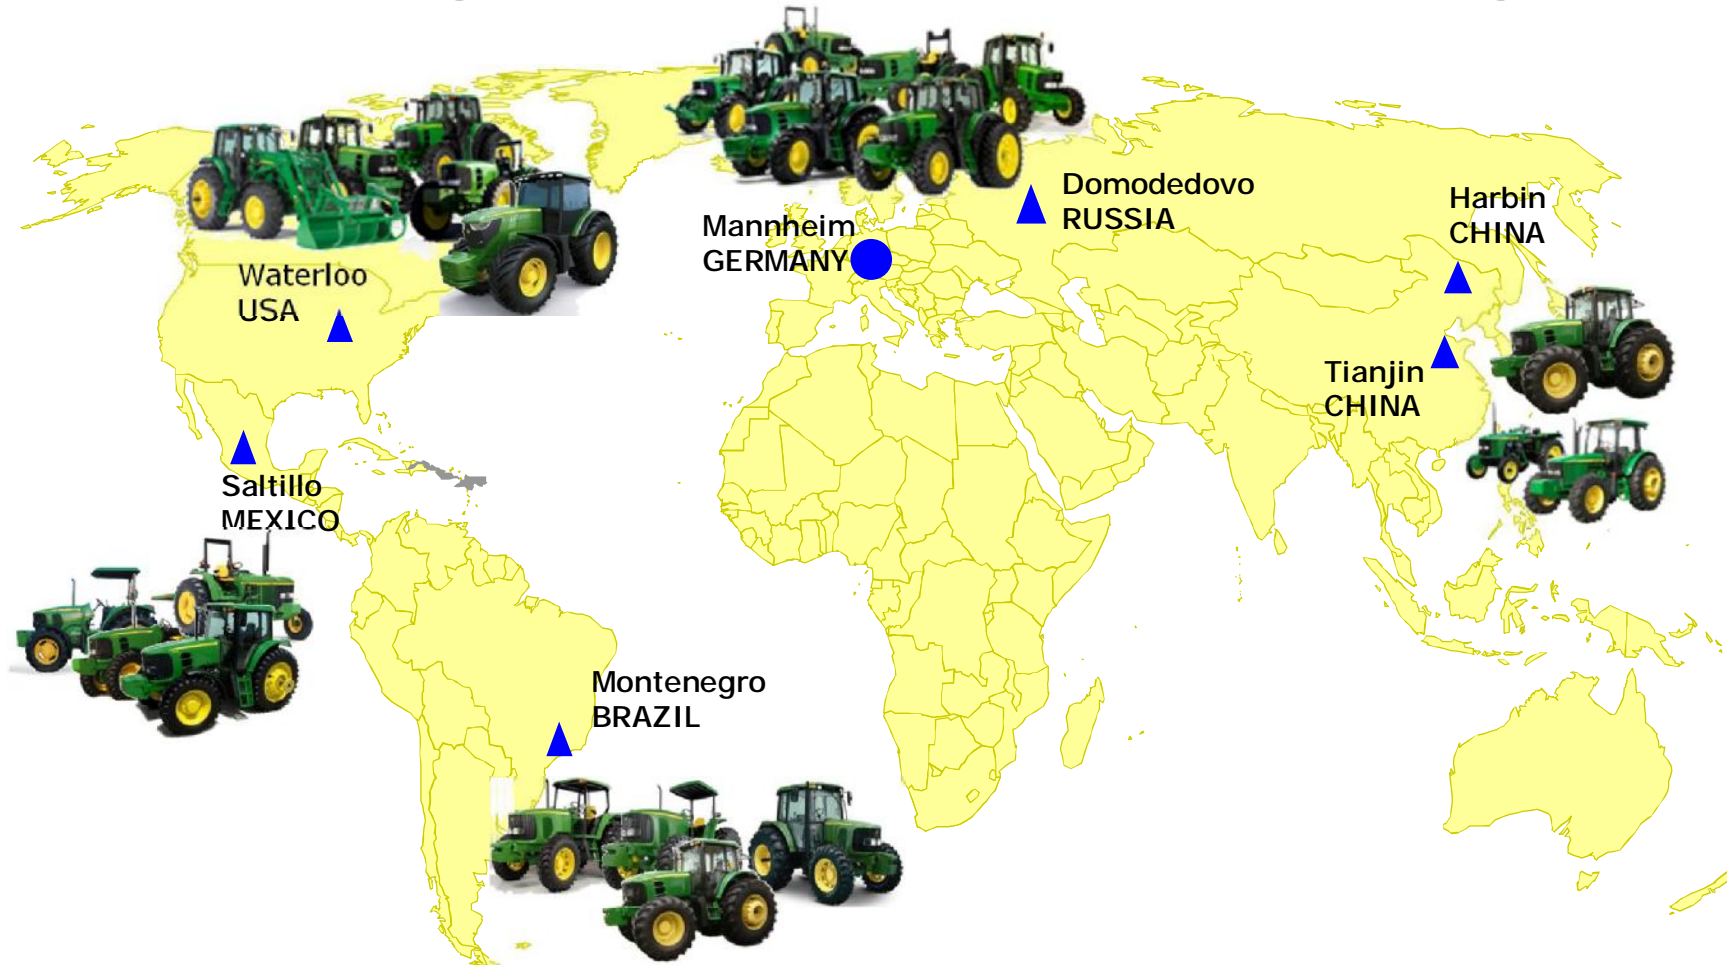 Domodedovo
RUSSIA
Harbin
CHINA
Mannheim
GERMANY
Waterloo
USA
Tianjin
CHINA
Saltillo
MEXICO
Montenegro
BRAZIL